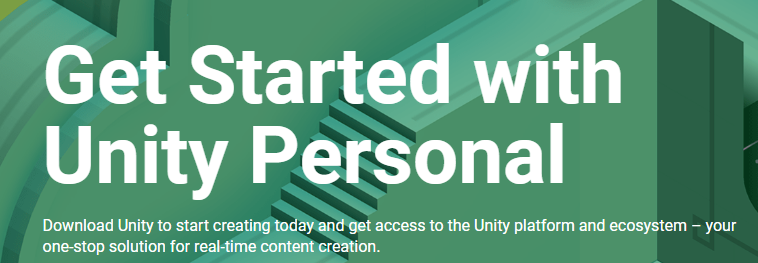 Get Started with
Unity Personal
Download Unity to start creating today and get access to the Unity platform and ecosystem – your
one-stop solution for real-time content creation.